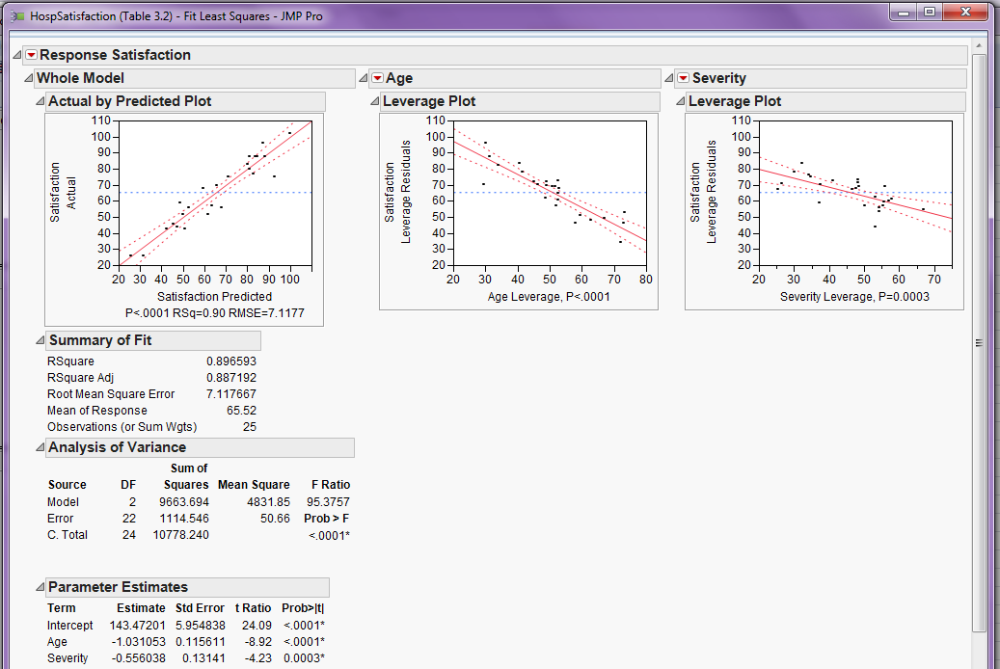 HospSatisfaction (Table 3.2) - Fit Least Squares - JMP Pro
Response Satisfaction
Whole Model
Actual by Predicted Plot
Satisfaction
Actual
110
100
90
80
70
60
50
40
30
20
20 30 40 50 60 70 80 90 100
Satisfaction Predicted
P<.0001 RSq=0.90 RMSE=7.1177
Age
Leverage Plot
Satisfaction
Leverage Residuals
110
100
90
80
70
60
50
40
30
20
20 30 40 50 60 70 80
Age Leverage, P<.0001
Severity
Leverage Plot
Satisfaction
Leverage Residuals
110
100
90
80
70
60
50
40
30
20
20 30 40 50 60 70
Severity Leverage, P=0.0003
Summary of Fit
RSquare 0.896593
RSquare Adj 0.887192
Root Mean Square Error 7.117667
Mean of Response 65.52
Observations (or Sum Wgts) 25
Analysis of Variance
Sum of
Source DF Squares Mean Square F Ratio
Model 2 9663.694 4831.85 95.3757
Error 22 1114.546 50.66 Prob > F
C. Total 24 10778.240 <.0001*
Parameter Estimates
Term Estimate Std Error t Ratio Prob>|t|
Intercept 143.47201 5.954838 24.09 <.0001*
Age -1.031053 0.115611 -8.92 <.0001*
Severity -0.556038 0.13141 -4.23 0.0003*